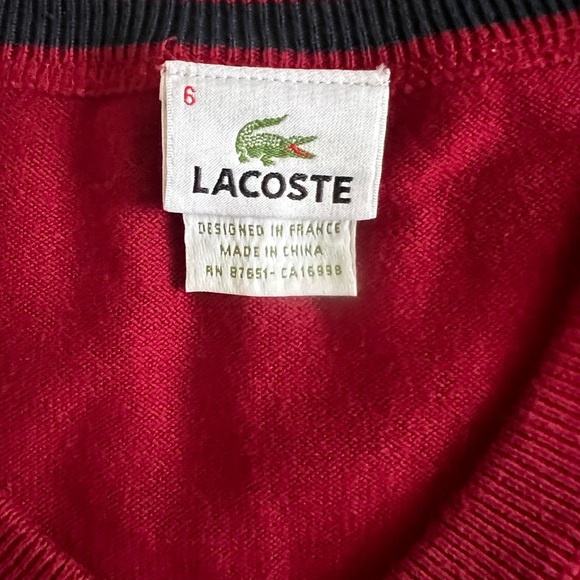 6
LACOSTE
DESIGNED IN FRANCE
MADE IN CHINA
RN 87651-CA16998